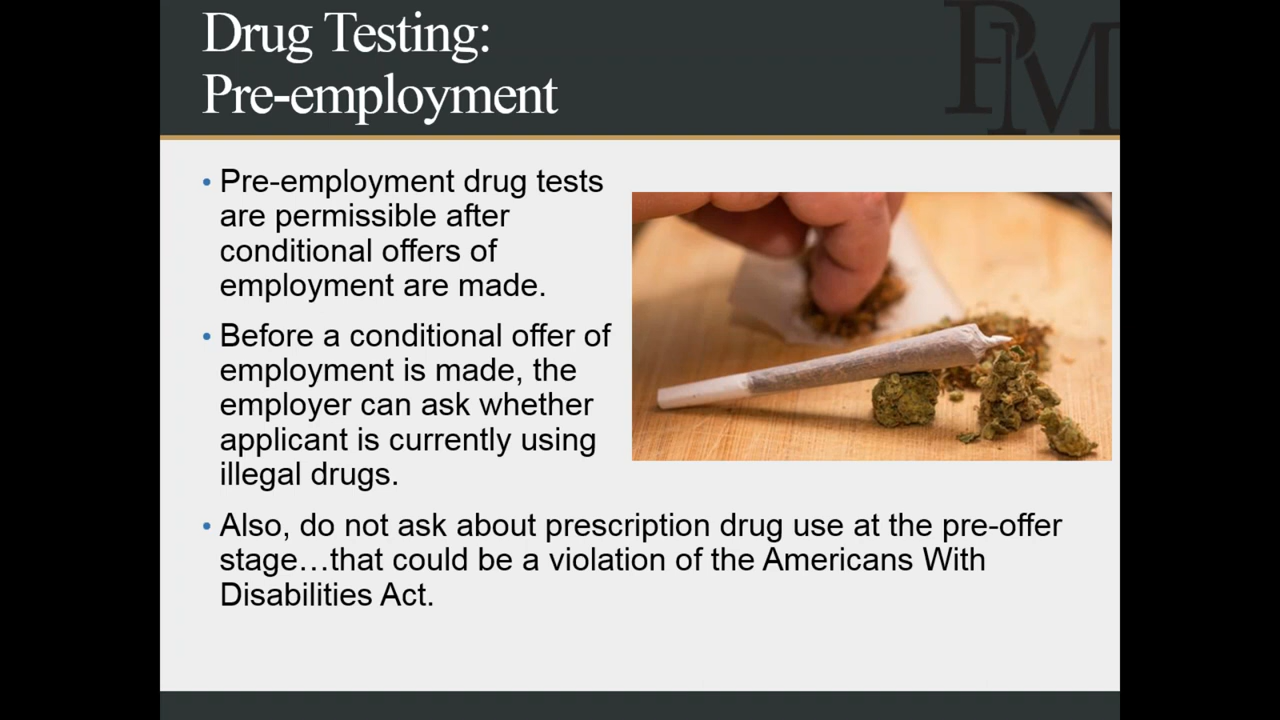 Drug Testing:
Pre-employment
PM
• Pre-employment drug tests
are permissible after
conditional offers of
employment are made.
• Before a conditional offer of
employment is made, the
employer can ask whether
applicant is currently using
illegal drugs.
• Also, do not ask about prescription drug use at the pre-offer
stage…that could be a violation of the Americans With
Disabilities Act.